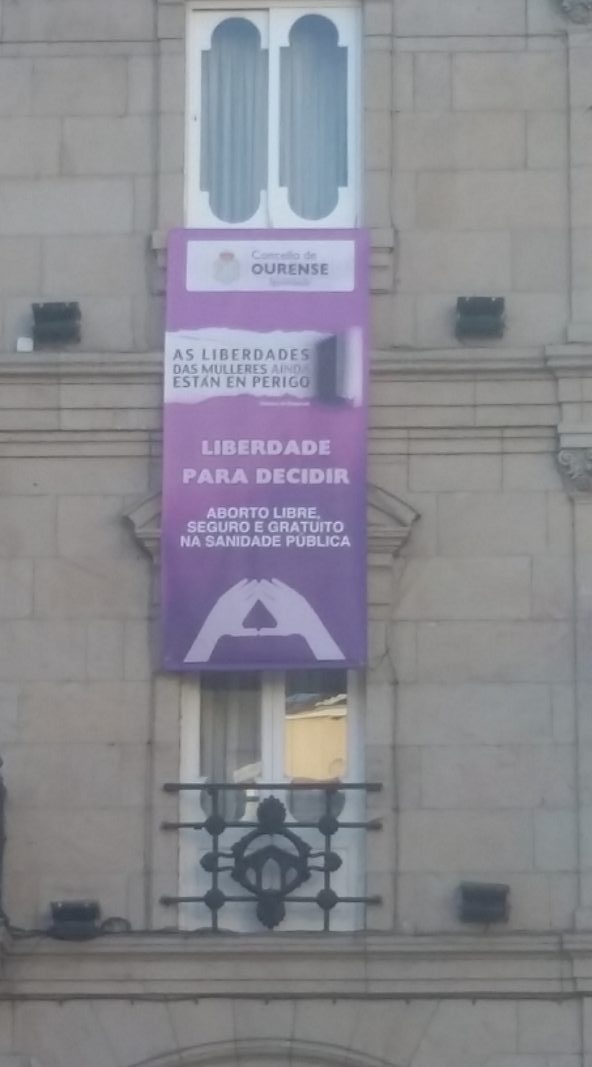 Concello de
OURENSE
AS LIBERDADES
DAS MULLERES AÍNDA
ESTÁN EN PERIGO
LIBERDADE
PARA DECIDIR
ABORTO LIBRE,
SEGURO E GRATUITO
NA SANIDADE PÚBLICA